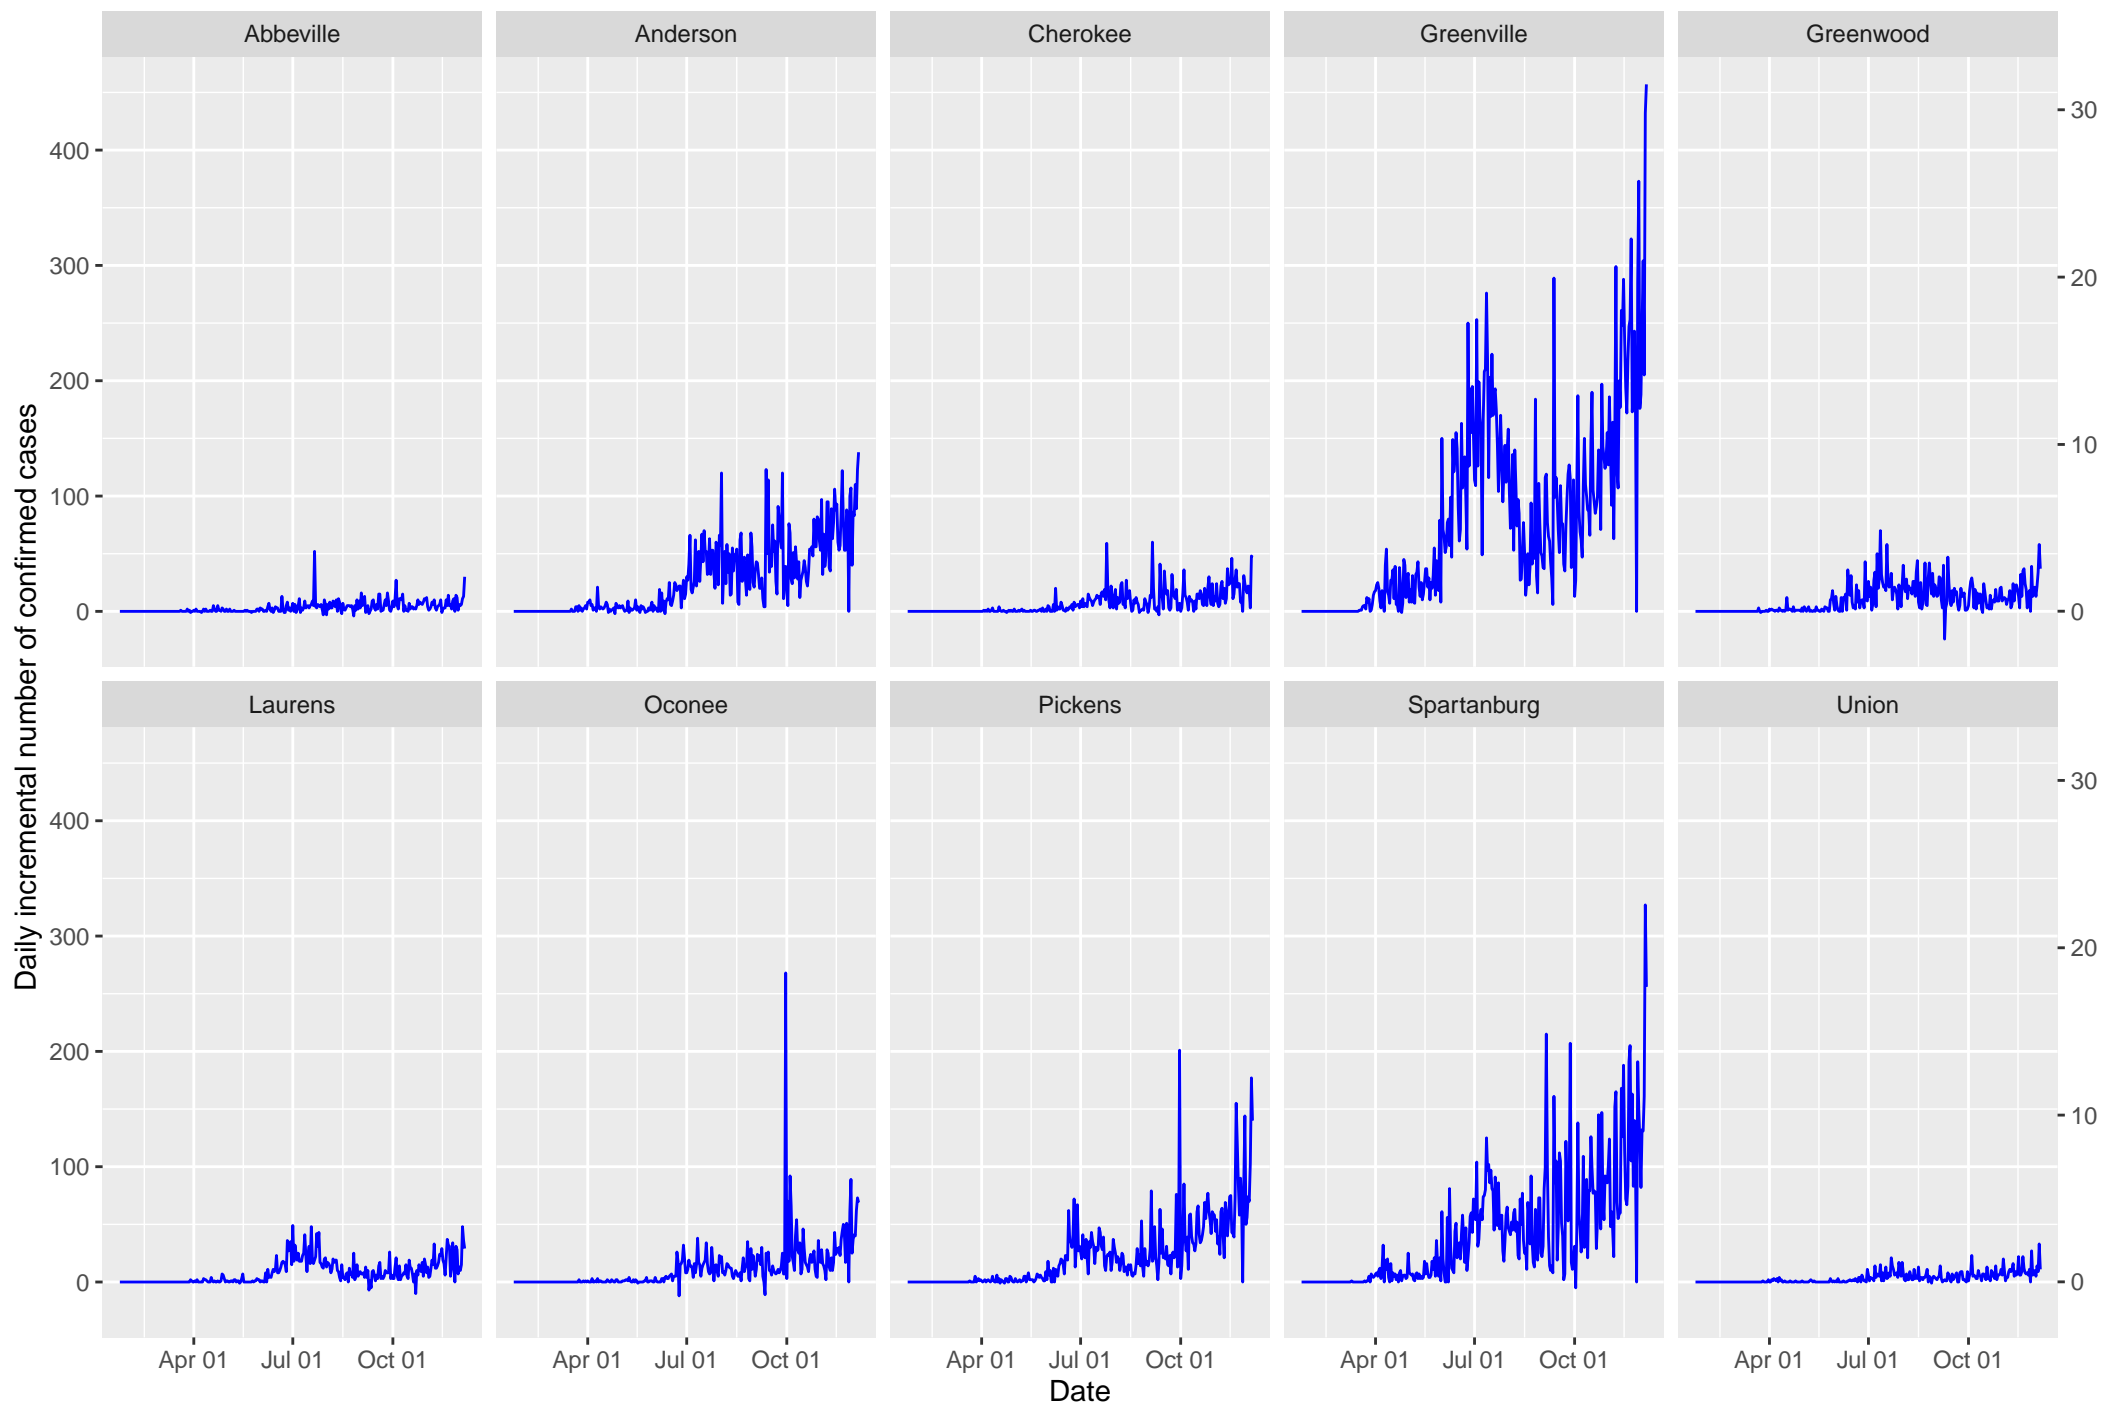 Abbeville Anderson Cherokee Greenville Greenwood
400 300 200 100 0
30 20 10 0
Daily incremental number of confirmed cases
Laurens Oconee Pickens Spartanburg Union
400 300 200 100 0
30 20 10 0
Apr 01 Jul 01 Oct 01 Apr 01 Jul 01 Oct 01 Apr 01 Jul 01 Oct 01 Apr 01 Jul 01 Oct 01 Apr 01 Jul 01 Oct 01
Date